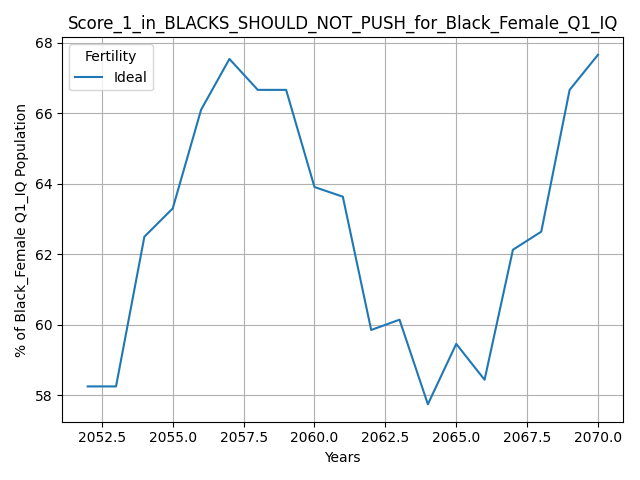 Score_1_in_BLACKS_SHOULD_NOT_PUSH_for_Black_Female_Q1_IQ
Fertility
Ideal
68
66
64
62
60
58
% of Black_Female Q1_IQ Population
2052.5 2055.0 2057.5 2060.0 2062.5 2065.0 2067.5 2070.0
Years